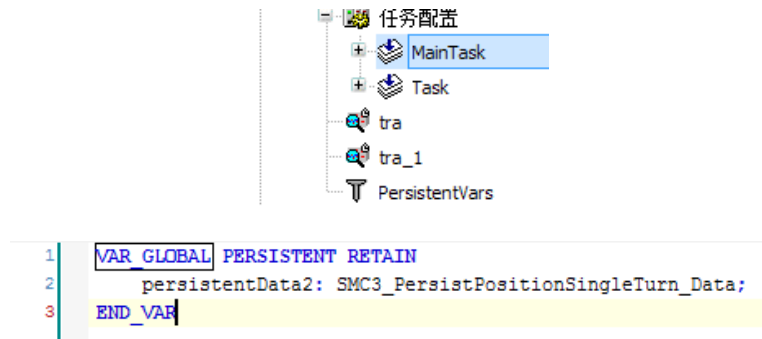 任务配置
MainTask
Task
tra
tra_1
PersistentVars
1 VAR_GLOBAL PERSISTENT RETAIN
2 persistentData2: SMC3_PersistPositionSingleTurn_Data;
3 END_VAR